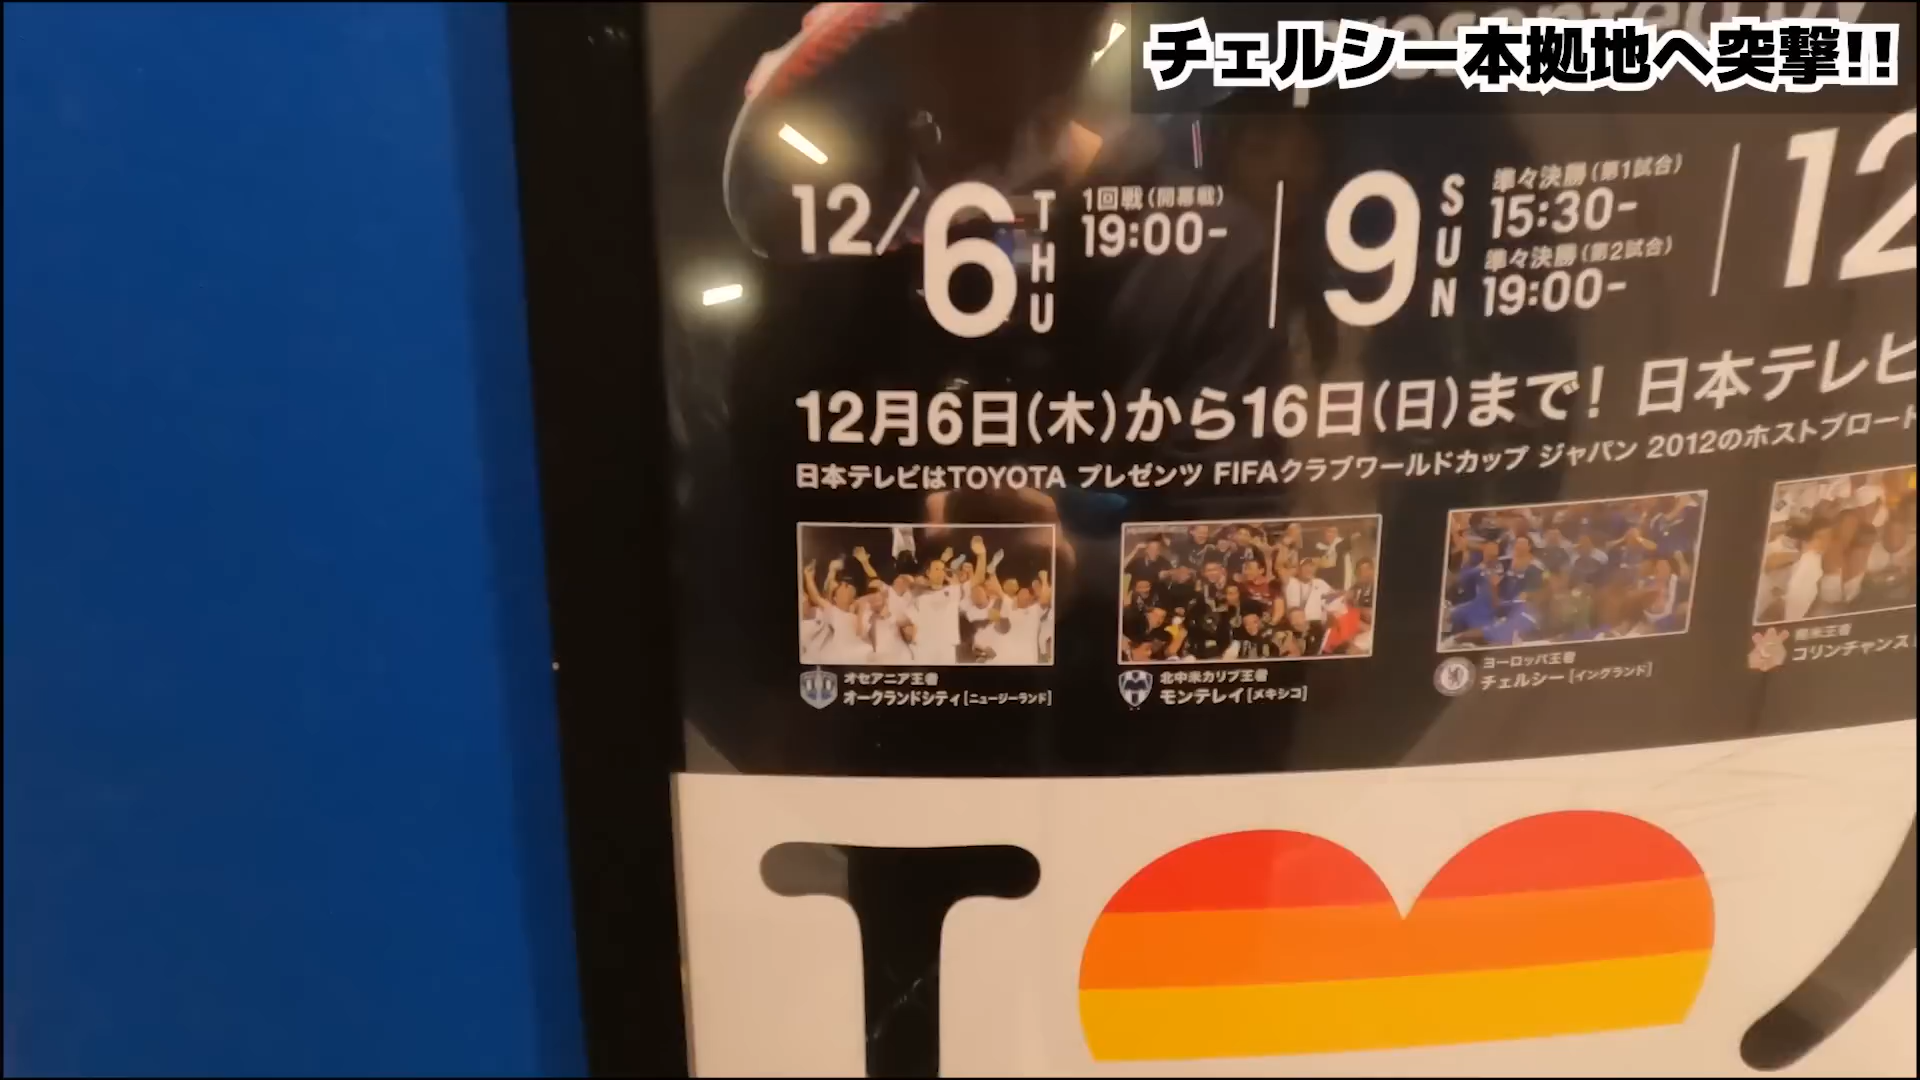 チェルシー本拠地へ突撃!!
presented by
12/6 THU
1回戦(開幕戦)
19:00-
9 SUN
準々決勝(第1試合)
15:30-
準々決勝(第2試合)
19:00-
12
12月6日(木)から16日(日)まで! 日本テレビ
日本テレビはTOYOTA プレゼンツ FIFAクラブワールドカップ ジャパン 2012のホストブロード
オセアニア王者
オークランドシティ[ニュージーランド]
北中米カリブ王者
モンテレイ[メキシコ]
ヨーロッパ王者
チェルシー[イングランド]
南米王者
コリンチャンス
I